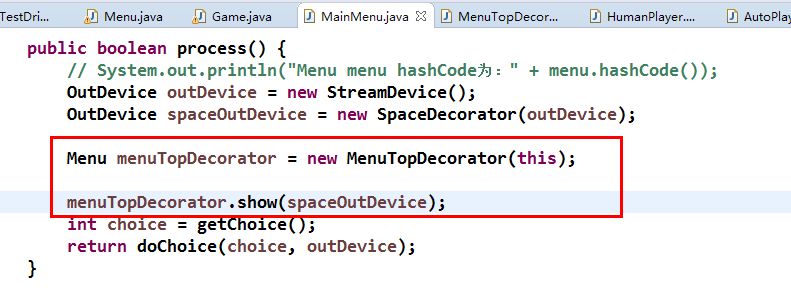 TestDri... Menu.java Game.java MainMenu.java MenuTopDecor... HumanPlayer.... AutoPlay
public boolean process() {
// System.out.println("Menu menu hashCode为：" + menu.hashCode());
OutDevice outDevice = new StreamDevice();
OutDevice spaceOutDevice = new SpaceDecorator(outDevice);
Menu menuTopDecorator = new MenuTopDecorator(this);
menuTopDecorator.show(spaceOutDevice);
int choice = getChoice();
return doChoice(choice, outDevice);
}